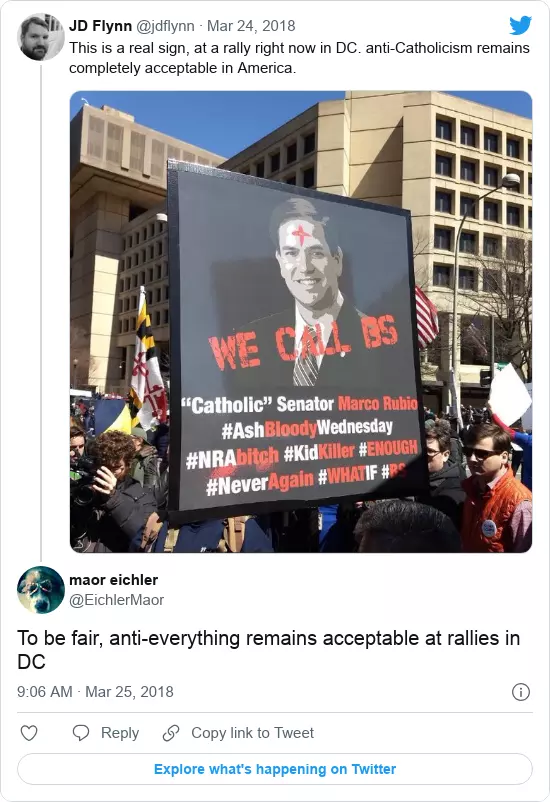 JD Flynn @jdflynn · Mar 24, 2018
This is a real sign, at a rally right now in DC. anti-Catholicism remains
completely acceptable in America.
WE CALL BS
“Catholic” Senator Marco Rubio
#AshBloodyWednesday
#NRAbitch #KidKiller #ENOUGH
#NeverAgain #WHATIF #BS
maor eichler
@EichlerMaor
To be fair, anti-everything remains acceptable at rallies in
DC
9:06 AM · Mar 25, 2018
Reply
Copy link to Tweet
Explore what's happening on Twitter